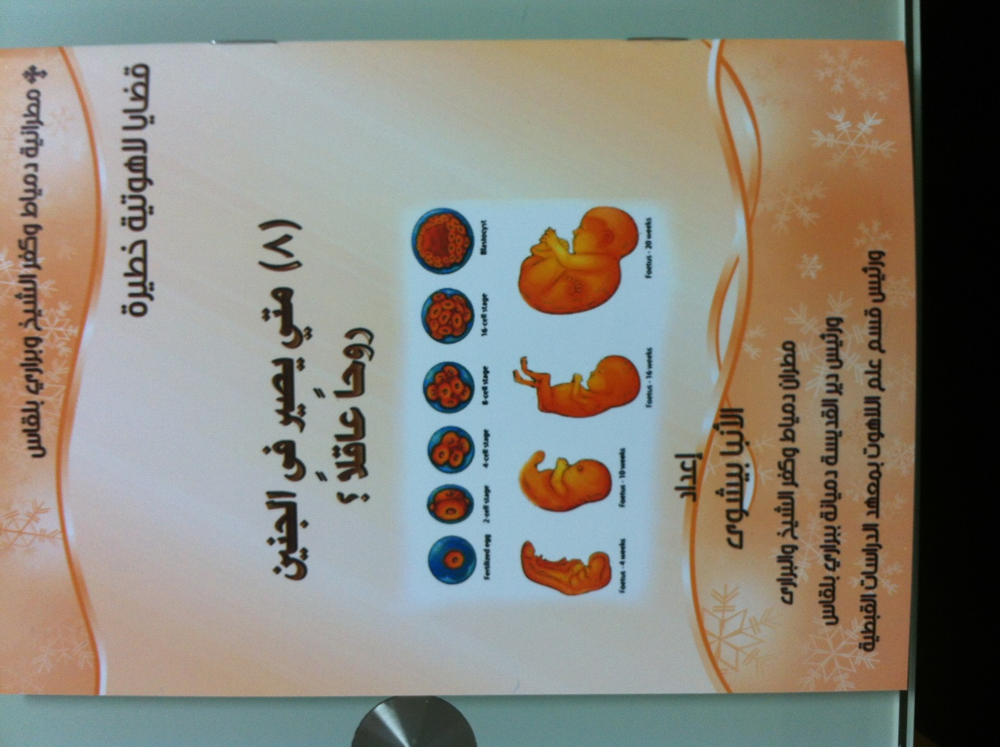 مطرانية دمياط وكفر الشيخ وبراري بلقاس
قضايا لاهوتية خطيرة
(٨) متي يصير فى الجنين
روحاً عاقلاً؟
Fertilized egg
2-cell stage
4-cell stage
8-cell stage
16-cell stage
Blastocyst
Foetus - 4 weeks
Foetus - 10 weeks
Foetus - 16 weeks
Foetus - 20 weeks
إعداد
الأنبا بيشوى
مطران دمياط وكفر الشيخ والبرارى
ورئيس دير القديسة دميانة ببراري بلقاس
ورئيس قسم علم اللاهوت بمعهد الدراسات القبطية